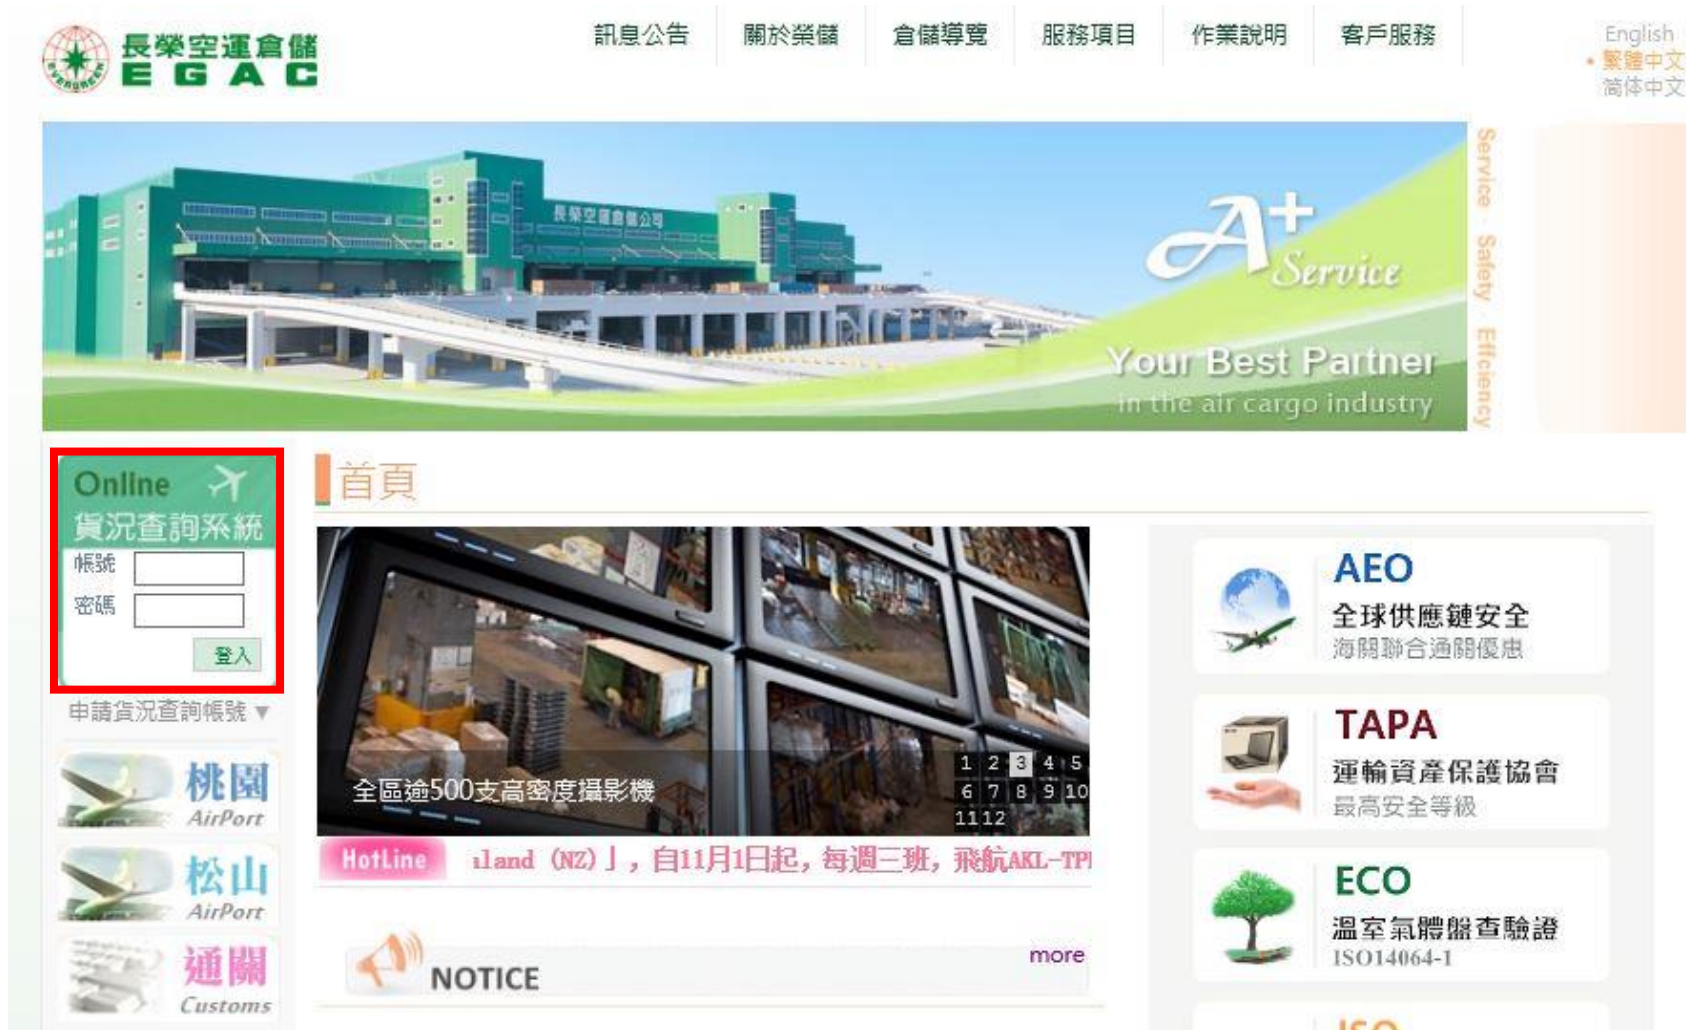 長榮空運倉儲
EGAC
EVERGREEN
訊息公告
關於榮儲
倉儲導覽
服務項目
作業說明
客戶服務
English
繁體中文
简体中文
長榮空運倉儲公司
A+
Service
Your Best Partner
in the air cargo industry
Service · Safety · Effciency
Online
貨況查詢系統
帳號
密碼
登入
申請貨況查詢帳號 ▼
桃園
AirPort
松山
AirPort
通關
Customs
首頁
全區逾500支高密度攝影機
1 2 3 4 5
6 7 8 9 10
11 12
HotLine
aland (NZ)」, 自11月1日起, 每週三班, 飛航AKL-TP
NOTICE
more
AEO
全球供應鏈安全
海關聯合通關優惠
TAPA
運輸資產保護協會
最高安全等級
ECO
溫室氣體盤查驗證
ISO14064-1
ISO